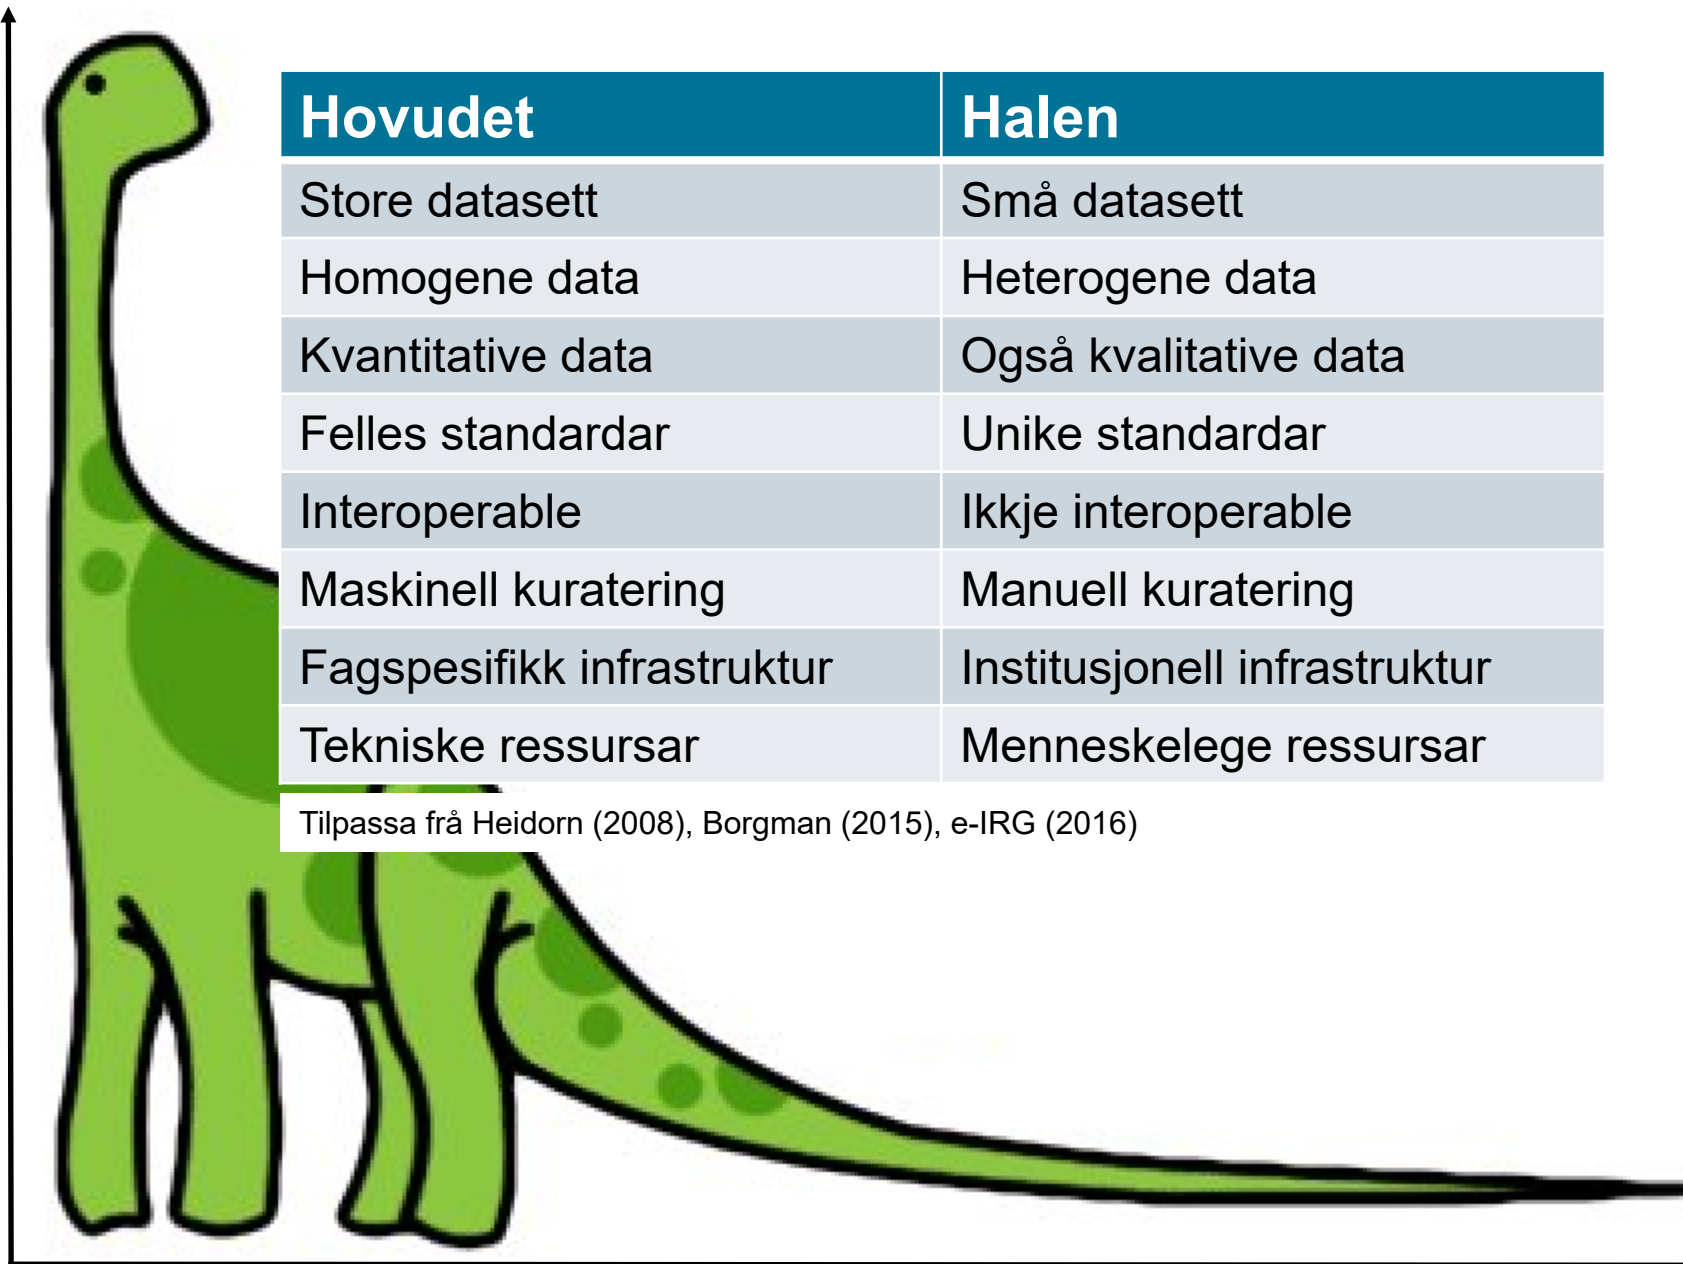 Hovudet Halen
Store datasett Små datasett
Homogene data Heterogene data
Kvantitative data Også kvalitative data
Felles standardar Unike standardar
Interoperable Ikkje interoperable
Maskinell kuratering Manuell kuratering
Fagspesifikk infrastruktur Institusjonell infrastruktur
Tekniske ressursar Menneskelege ressursar
Tilpassa frå Heidorn (2008), Borgman (2015), e-IRG (2016)